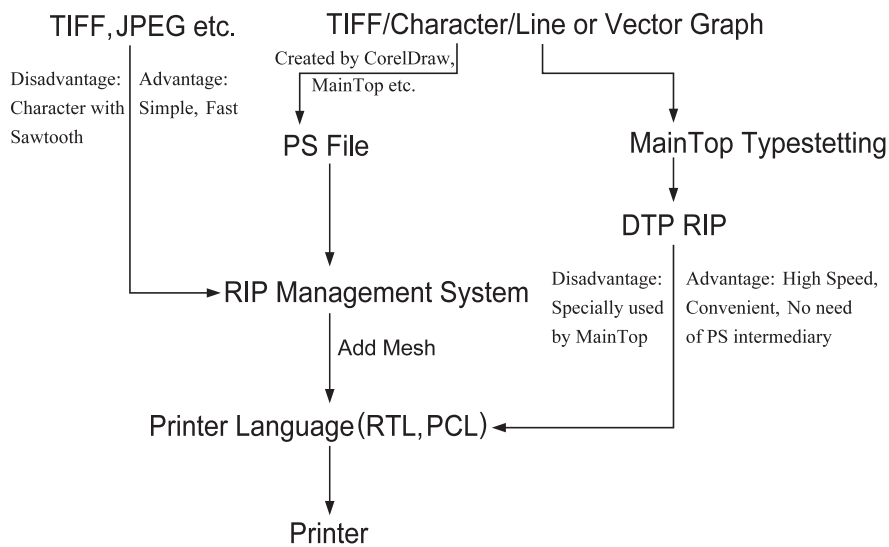 TIFF, JPEG etc.
TIFF/Character/Line or Vector Graph
Disadvantage:
Character with
Sawtooth
Advantage:
Simple, Fast
Created by CorelDraw,
MainTop etc.
PS File
MainTop Typestetting
DTP RIP
RIP Management System
Disadvantage:
Specially used
by MainTop
Advantage: High Speed,
Convenient, No need
of PS intermediary
Add Mesh
Printer Language(RTL,PCL)
Printer